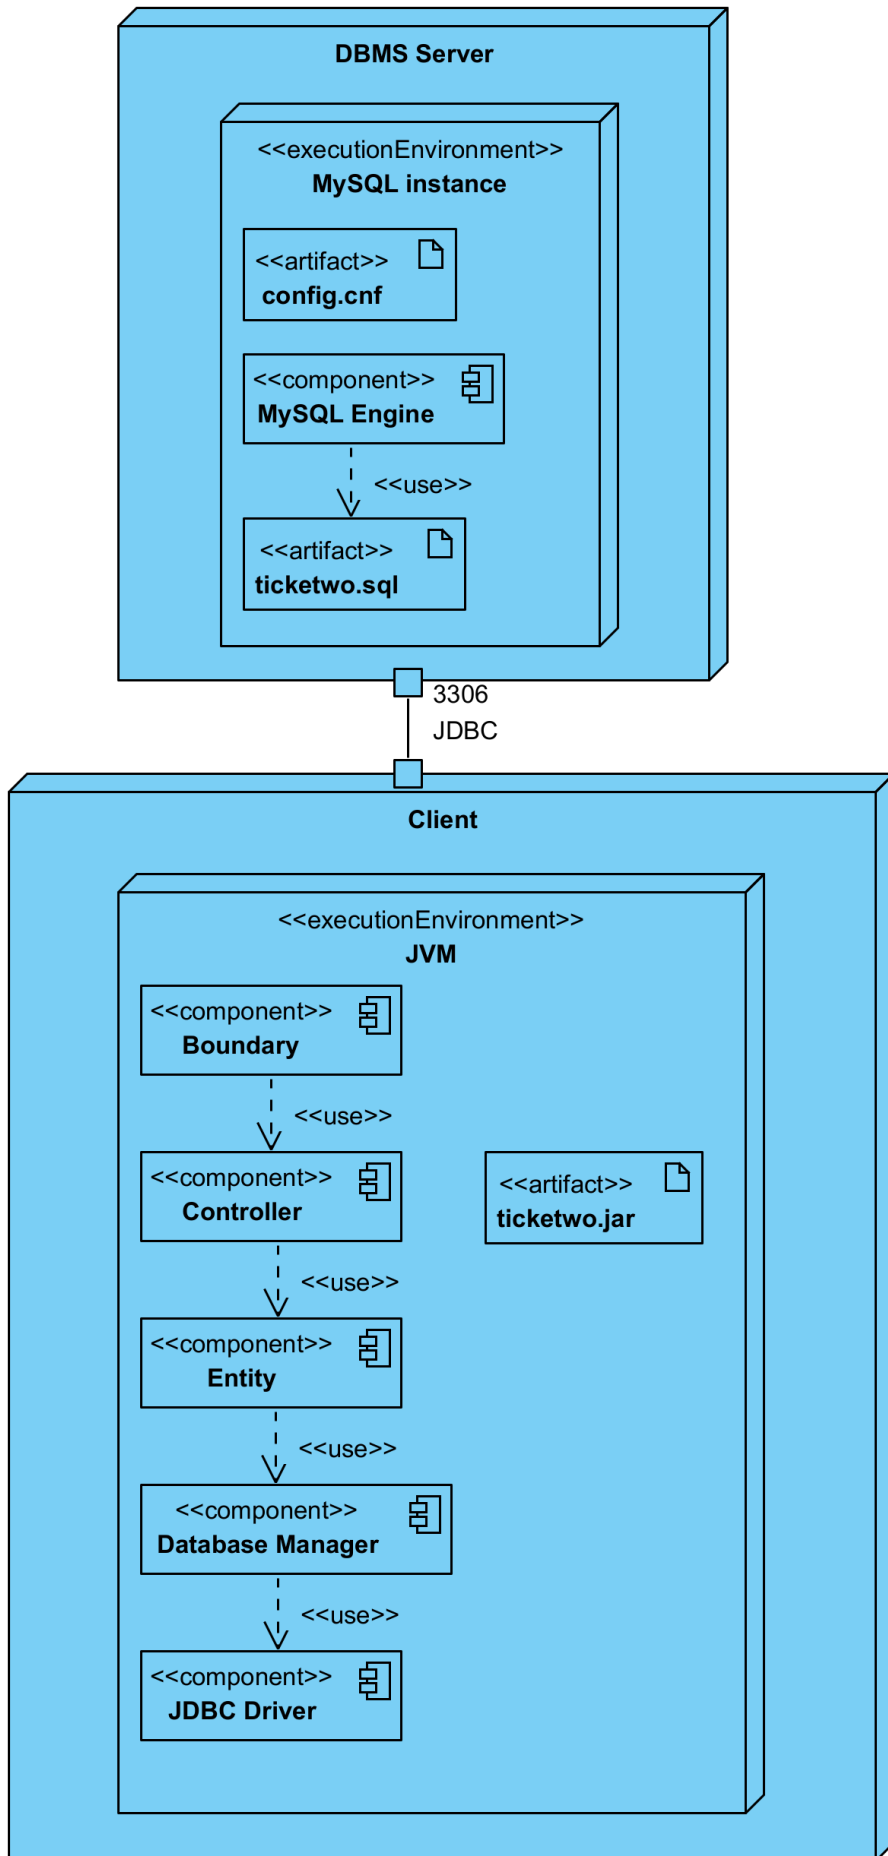 DBMS Server
<<executionEnvironment>>
MySQL instance
<<artifact>>
config.cnf
<<component>>
MySQL Engine
<<use>>
<<artifact>>
ticketwo.sql
3306
JDBC
Client
<<executionEnvironment>>
JVM
<<component>>
Boundary
<<use>>
<<component>>
Controller
<<artifact>>
ticketwo.jar
<<use>>
<<component>>
Entity
<<use>>
<<component>>
Database Manager
<<use>>
<<component>>
JDBC Driver